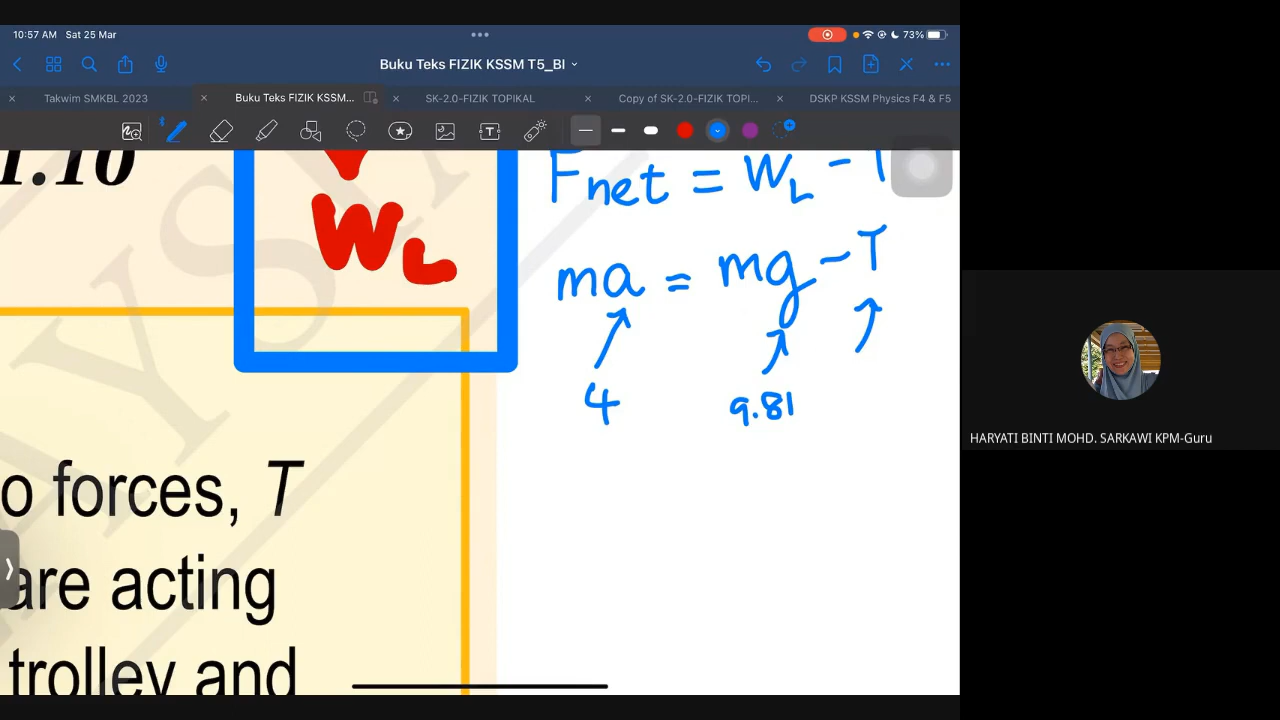 10:57 AM Sat 25 Mar
73%
Buku Teks FIZIK KSSM T5_BI
Takwim SMKBL 2023
Buku Teks FIZIK KSSM...
SK-2.0-FIZIK TOPIKAL
Copy of SK-2.0-FIZIK TOPI...
DSKP KSSM Physics F4 & F5
1.10
WL
Fnet = WL - T
ma = mg - T
4
9.81
o forces, T
are acting
trolley and
HARYATI BINTI MOHD. SARKAWI KPM-Guru